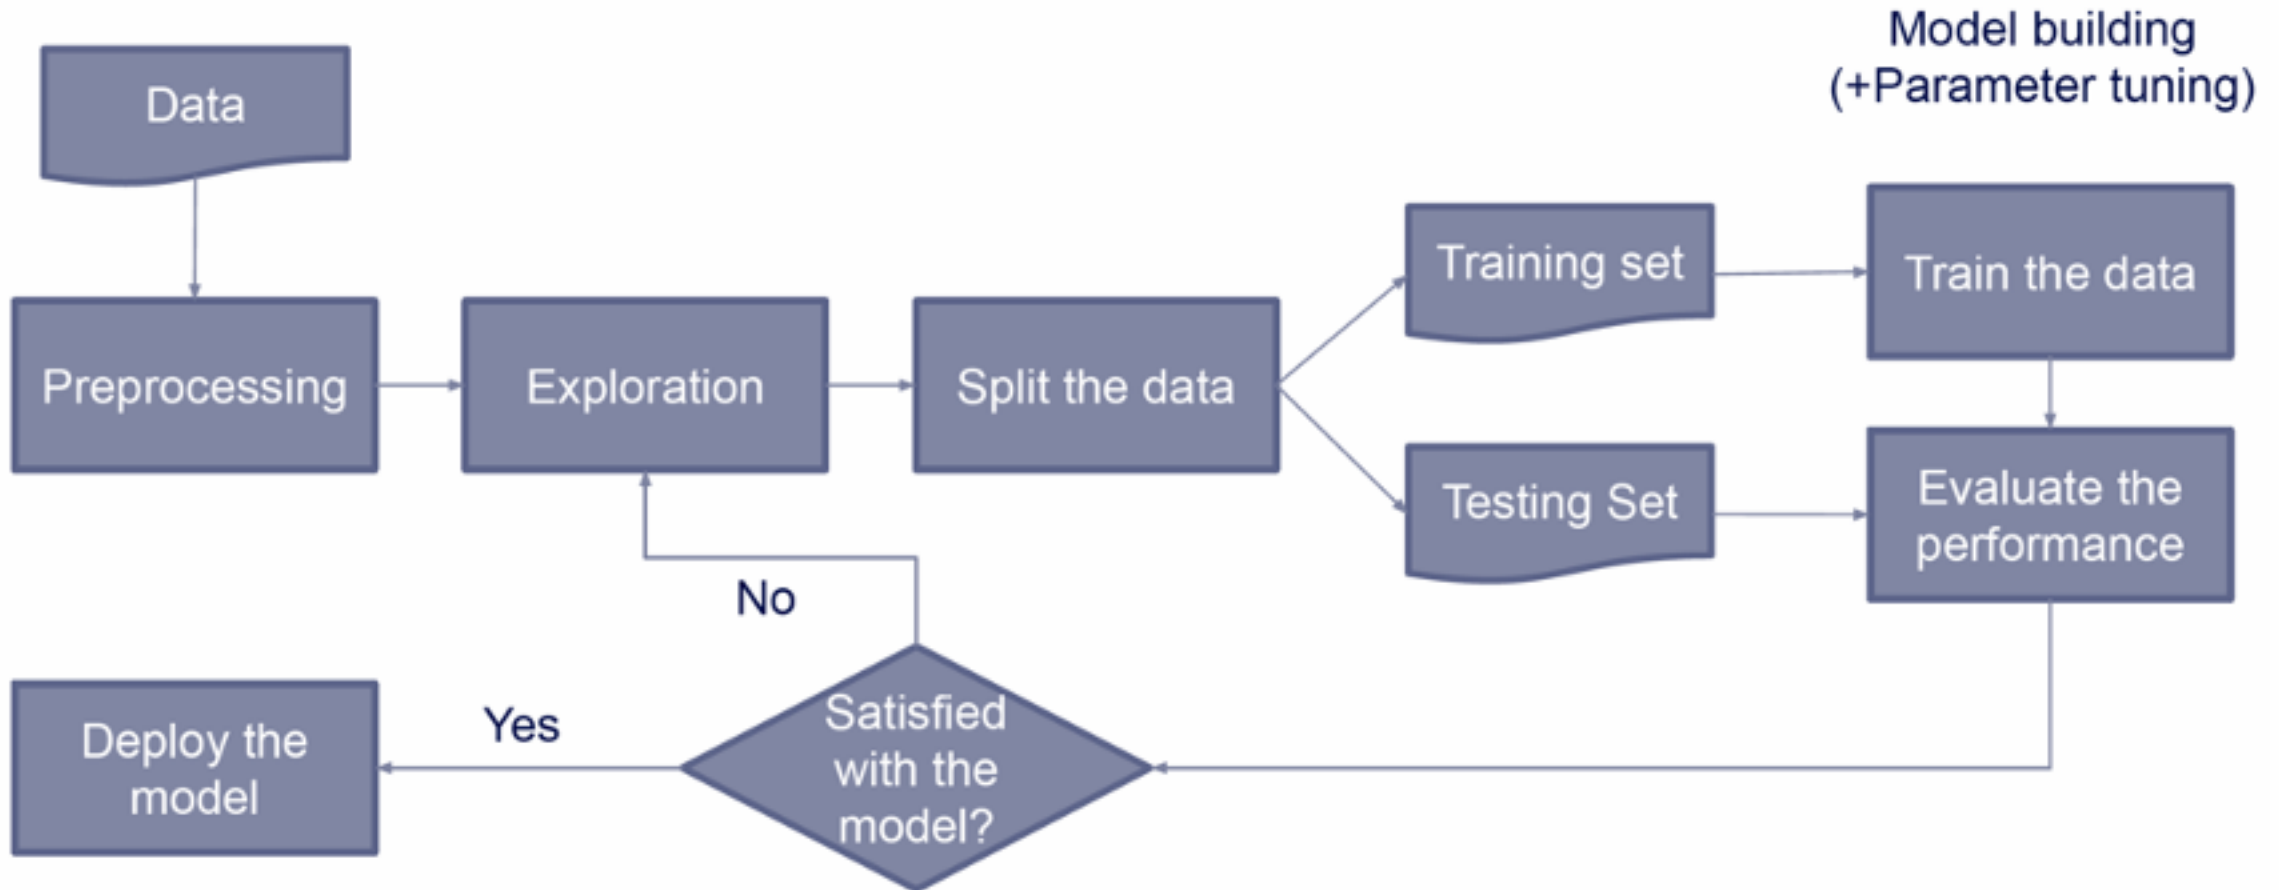 Model building
(+Parameter tuning)
Data
Training set
Train the data
Preprocessing
Exploration
Split the data
Testing Set
Evaluate the
performance
No
Yes
Satisfied
with the
model?
Deploy the
model